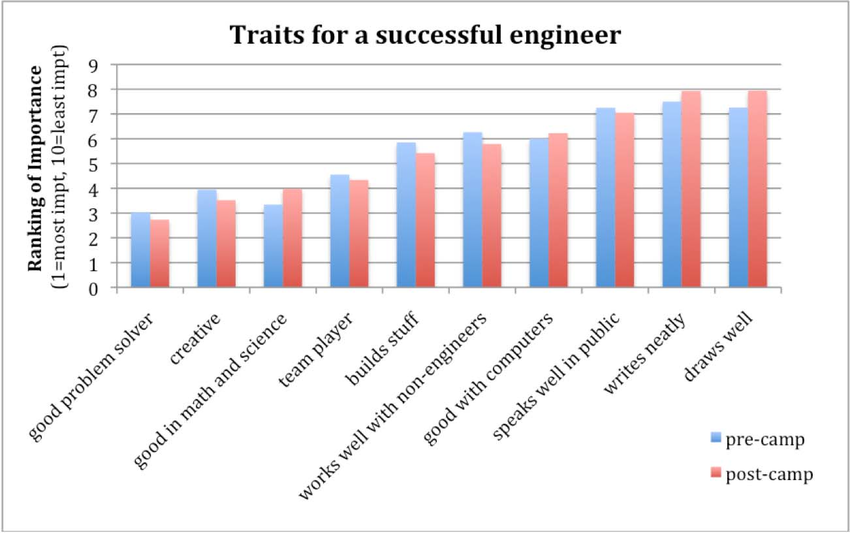 Traits for a successful engineer
Ranking of Importance
(1=most impt, 10=least impt)
9
8
7
6
5
4
3
2
1
0
good problem solver
creative
good in math and science
team player
builds stuff
works well with non-engineers
good with computers
speaks well in public
writes neatly
draws well
pre-camp
post-camp